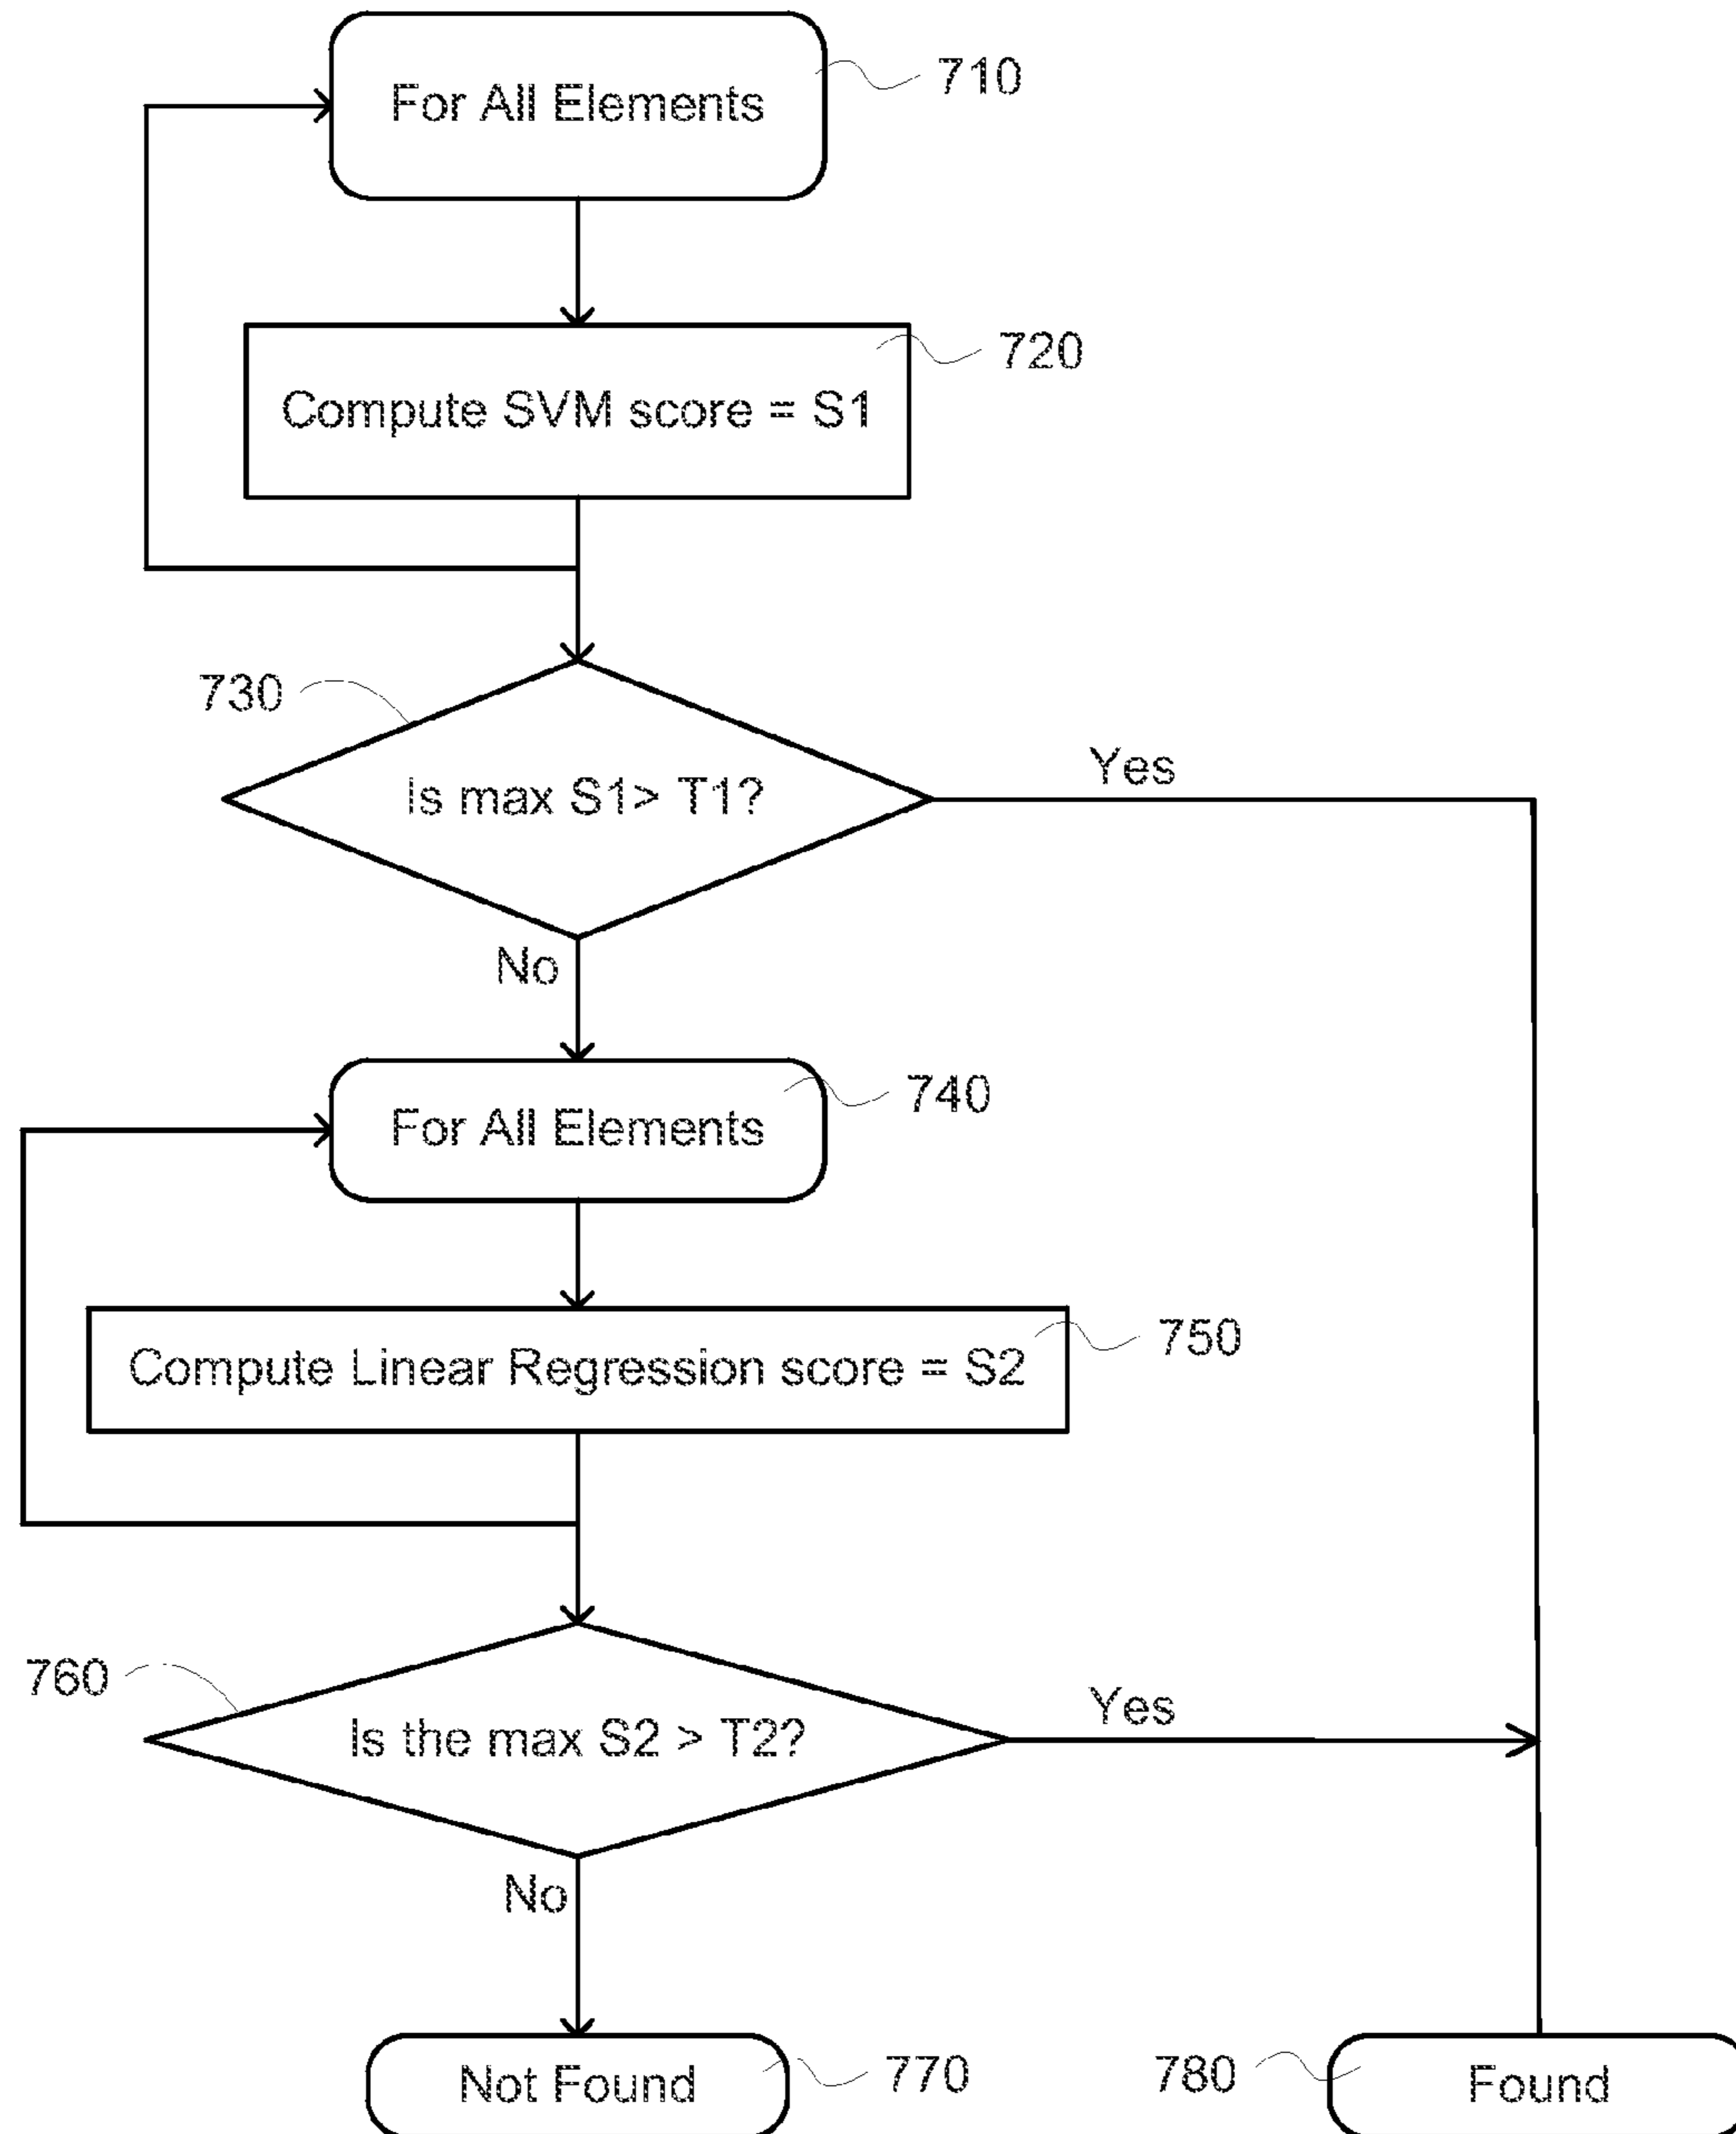 For All Elements
710
Compute SVM score = S1
720
730
Is max S1> T1?
Yes
No
For All Elements
740
Compute Linear Regression score = S2
750
760
Is the max S2 > T2?
Yes
No
Not Found
770
780
Found